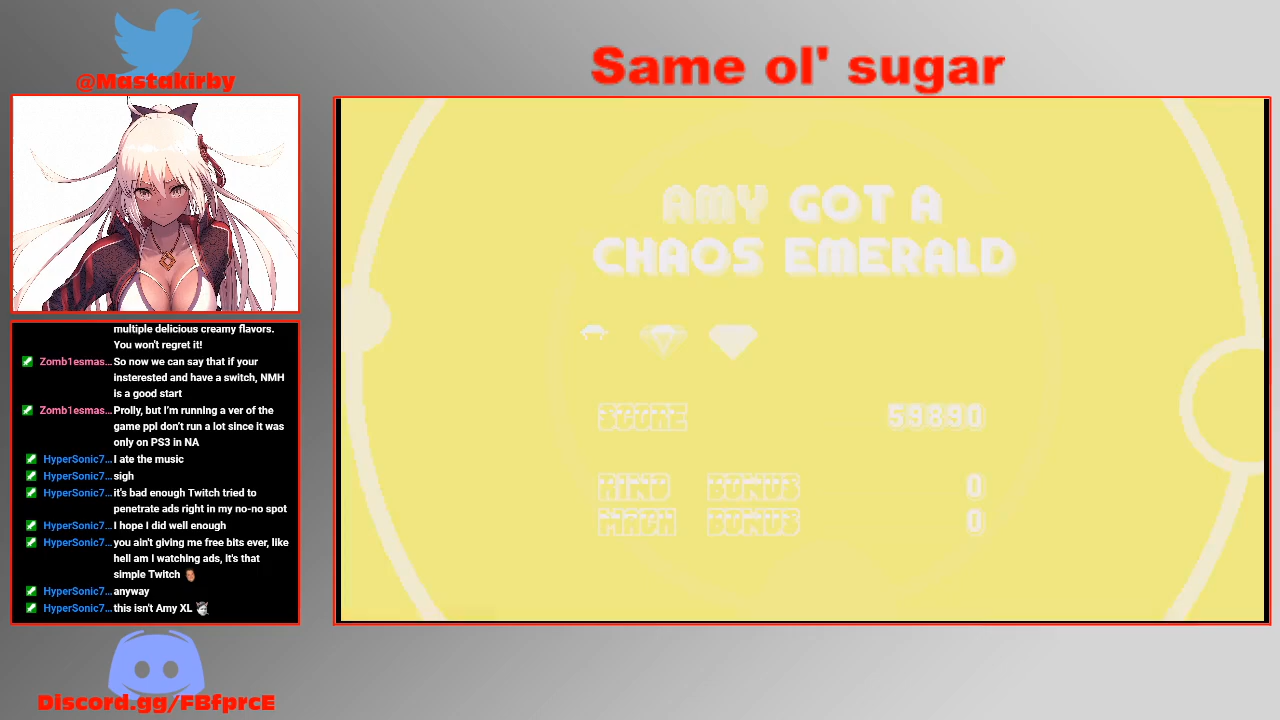 @Mastakirby
Same ol' sugar
AMY GOT A
CHAOS EMERALD
SCORE 59890
RING BONUS 0
MACH BONUS 0
multiple delicious creamy flavors.
You won't regret it!
Zomb1esmas... So now we can say that if your
insterested and have a switch, NMH
is a good start
Zomb1esmas... Prolly, but I'm running a ver of the
game ppl don't run a lot since it was
only on PS3 in NA
HyperSonic7... I ate the music
HyperSonic7... sigh
HyperSonic7... it's bad enough Twitch tried to
penetrate ads right in my no-no spot
HyperSonic7... I hope I did well enough
HyperSonic7... you ain't giving me free bits ever, like
hell am I watching ads, it's that
simple Twitch
HyperSonic7... anyway
HyperSonic7... this isn't Amy XL
Discord.gg/FBfprcE